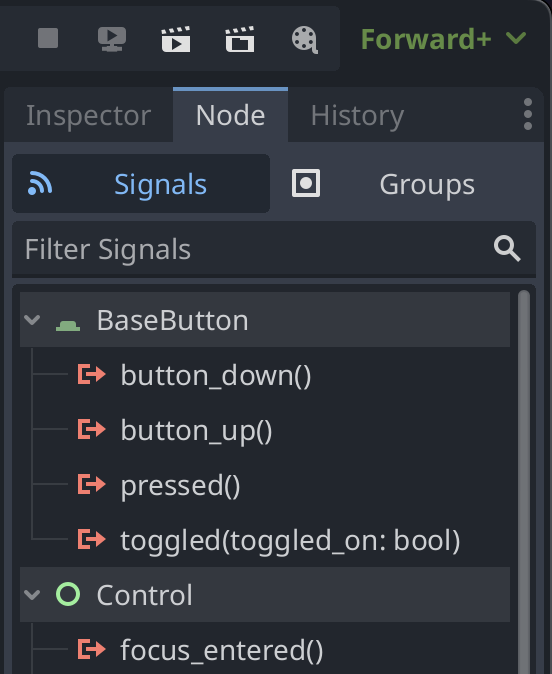 Forward+
Inspector Node History
Signals Groups
Filter Signals
BaseButton
button_down()
button_up()
pressed()
toggled(toggled_on: bool)
Control
focus_entered()